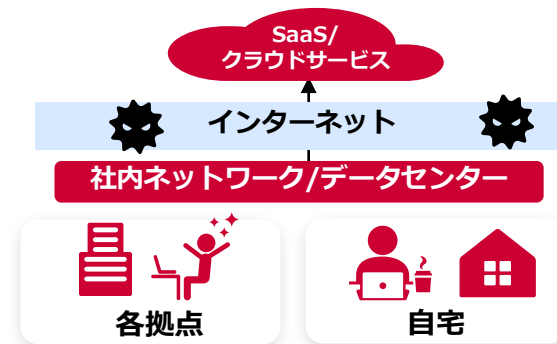 SaaS/
クラウドサービス
インターネット
社内ネットワーク/データセンター
各拠点
自宅